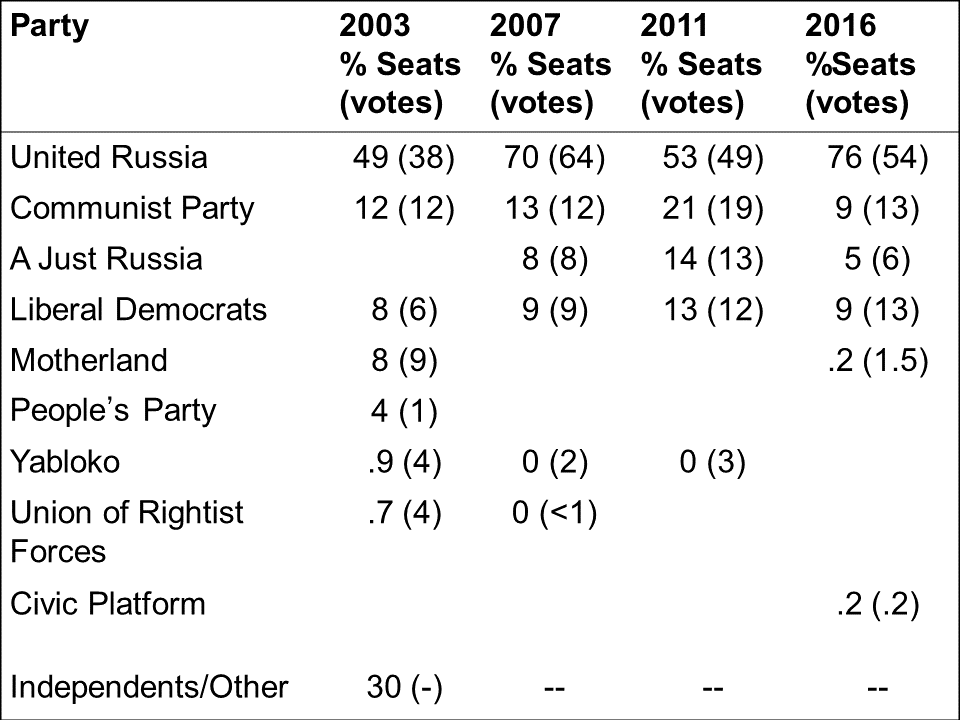 Party 2003 % Seats (votes) 2007 % Seats (votes) 2011 % Seats (votes) 2016 %Seats (votes)
United Russia 49 (38) 70 (64) 53 (49) 76 (54)
Communist Party 12 (12) 13 (12) 21 (19) 9 (13)
A Just Russia 8 (8) 14 (13) 5 (6)
Liberal Democrats 8 (6) 9 (9) 13 (12) 9 (13)
Motherland 8 (9) .2 (1.5)
People’s Party 4 (1)
Yabloko .9 (4) 0 (2) 0 (3)
Union of Rightist Forces .7 (4) 0 (<1)
Civic Platform .2 (.2)
Independents/Other 30 (-) -- -- --